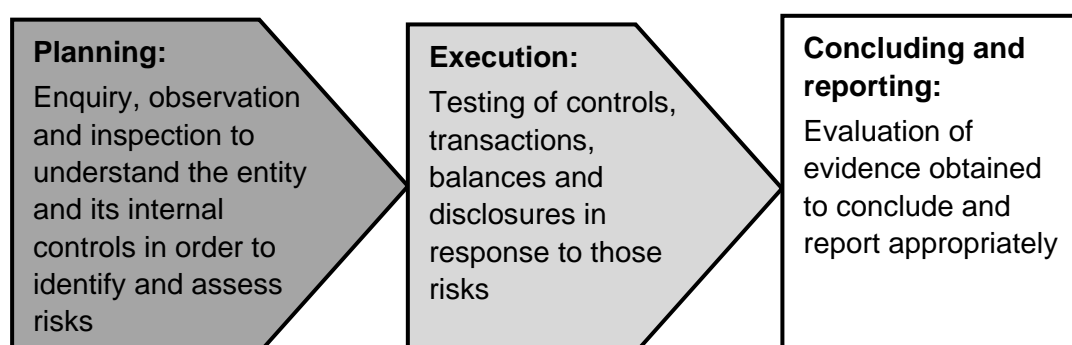 Planning:
Enquiry, observation
and inspection to
understand the entity
and its internal
controls in order to
identify and assess
risks
Execution:
Testing of controls,
transactions,
balances and
disclosures in
response to those
risks
Concluding and
reporting:
Evaluation of
evidence obtained
to conclude and
report appropriately